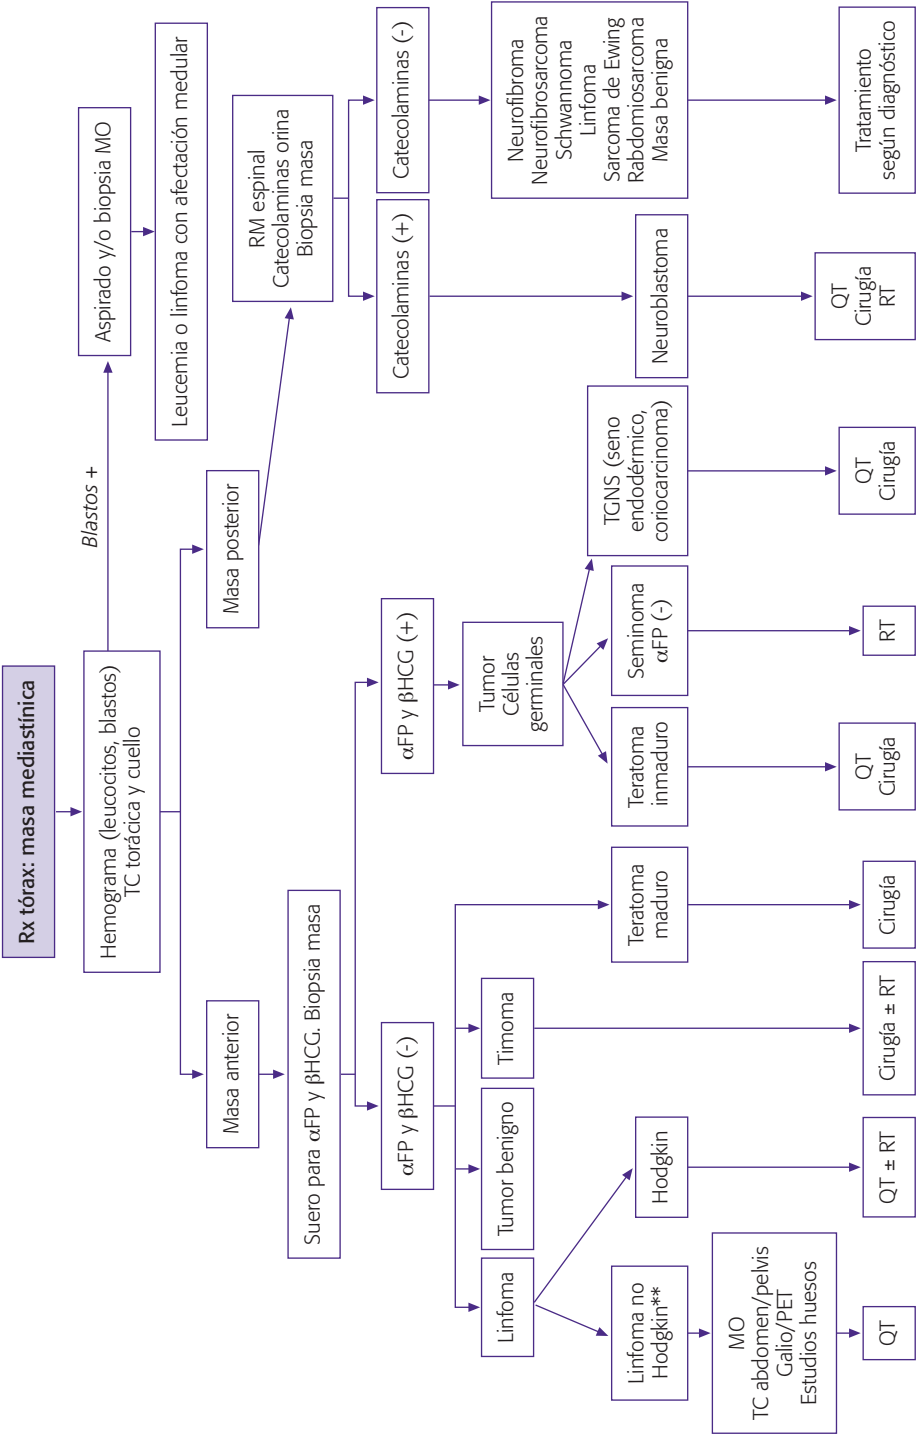 Rx tórax: masa mediastínica
Hemograma (leucocitos, blastos)
TC torácica y cuello
Blastos +
Aspirado y/o biopsia MO
Leucemia o linfoma con afectación medular
Masa anterior
Masa posterior
Suero para αFP y βHCG. Biopsia masa
RM espinal
Catecolaminas orina
Biopsia masa
αFP y βHCG (-)
αFP y βHCG (+)
Catecolaminas (+)
Catecolaminas (-)
Linfoma
Tumor benigno
Timoma
Tumor
Células
germinales
Neurofibroma
Neurofibrosarcoma
Schwannoma
Linfoma
Sarcoma de Ewing
Rabdomiosarcoma
Masa benigna
Linfoma no
Hodgkin**
Hodgkin
Teratoma
maduro
Teratoma
inmaduro
Seminoma
αFP (-)
TGNS (seno
endodérmico,
coriocarcinoma)
Neuroblastoma
MO
TC abdomen/pelvis
Galio/PET
Estudios huesos
QT
QT ± RT
Cirugía ± RT
Cirugía
QT
Cirugía
RT
QT
Cirugía
QT
Cirugía
RT
Tratamiento
según diagnóstico